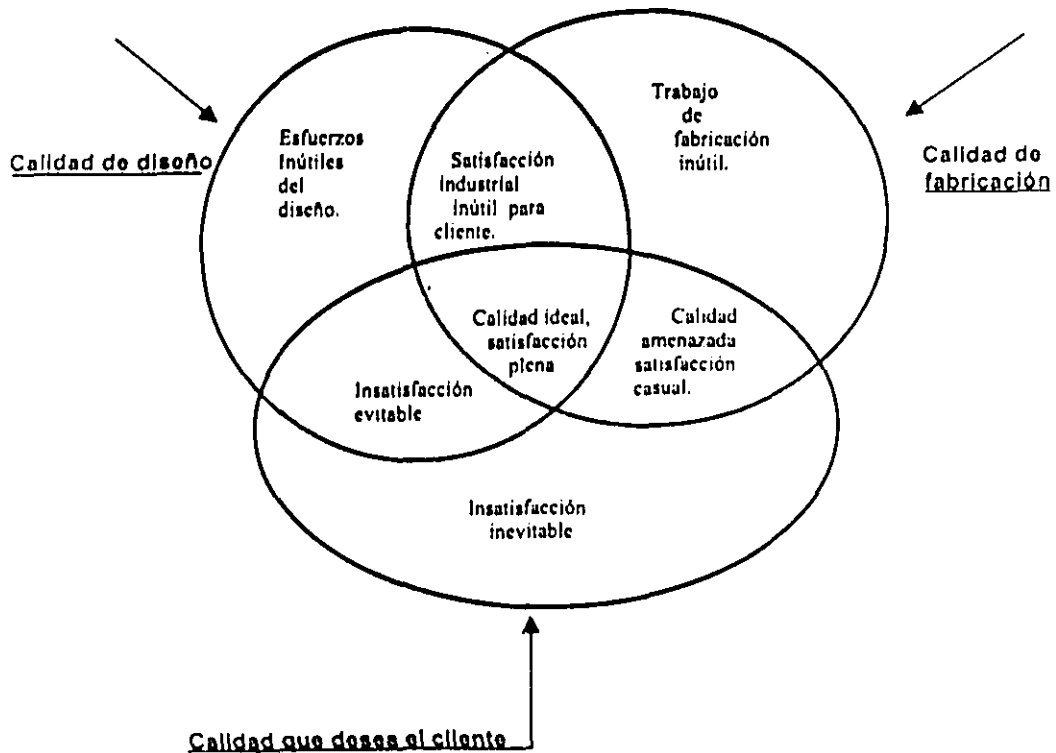 Calidad de diseño
Esfuerzos
Inútiles
del
diseño.
Satisfacción
Industrial
Inútil para
cliente.
Trabajo
de
fabricación
inútil.
Calidad de
fabricación
Calidad ideal,
satisfacción
plena
Calidad
amenazada
satisfacción
casual.
Insatisfacción
evitable
Insatisfacción
inevitable
Calidad que desea el cliente